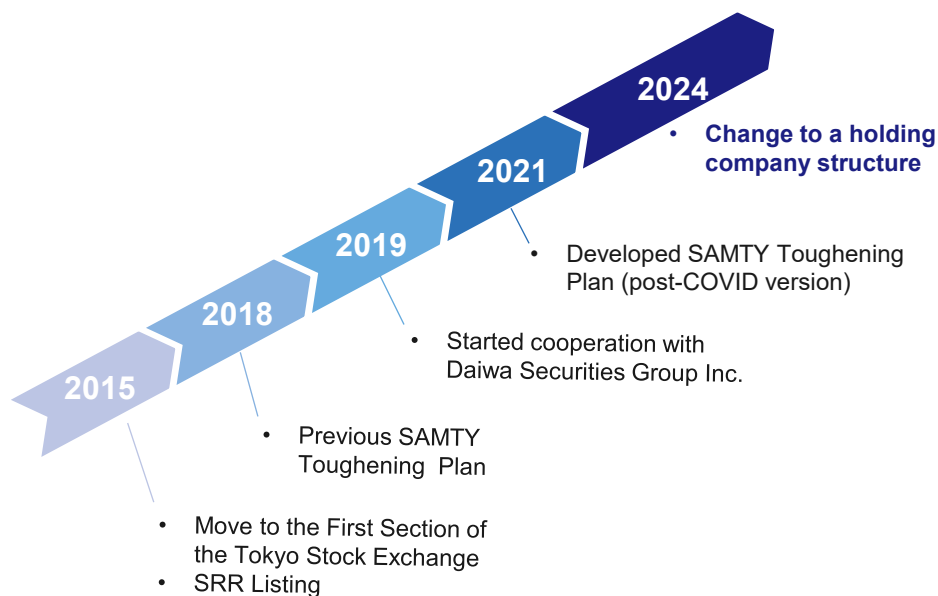 2024
• Change to a holding
company structure
2021
• Developed SAMTY Toughening
Plan (post-COVID version)
2019
• Started cooperation with
Daiwa Securities Group Inc.
2018
• Previous SAMTY
Toughening Plan
2015
• Move to the First Section of
the Tokyo Stock Exchange
• SRR Listing